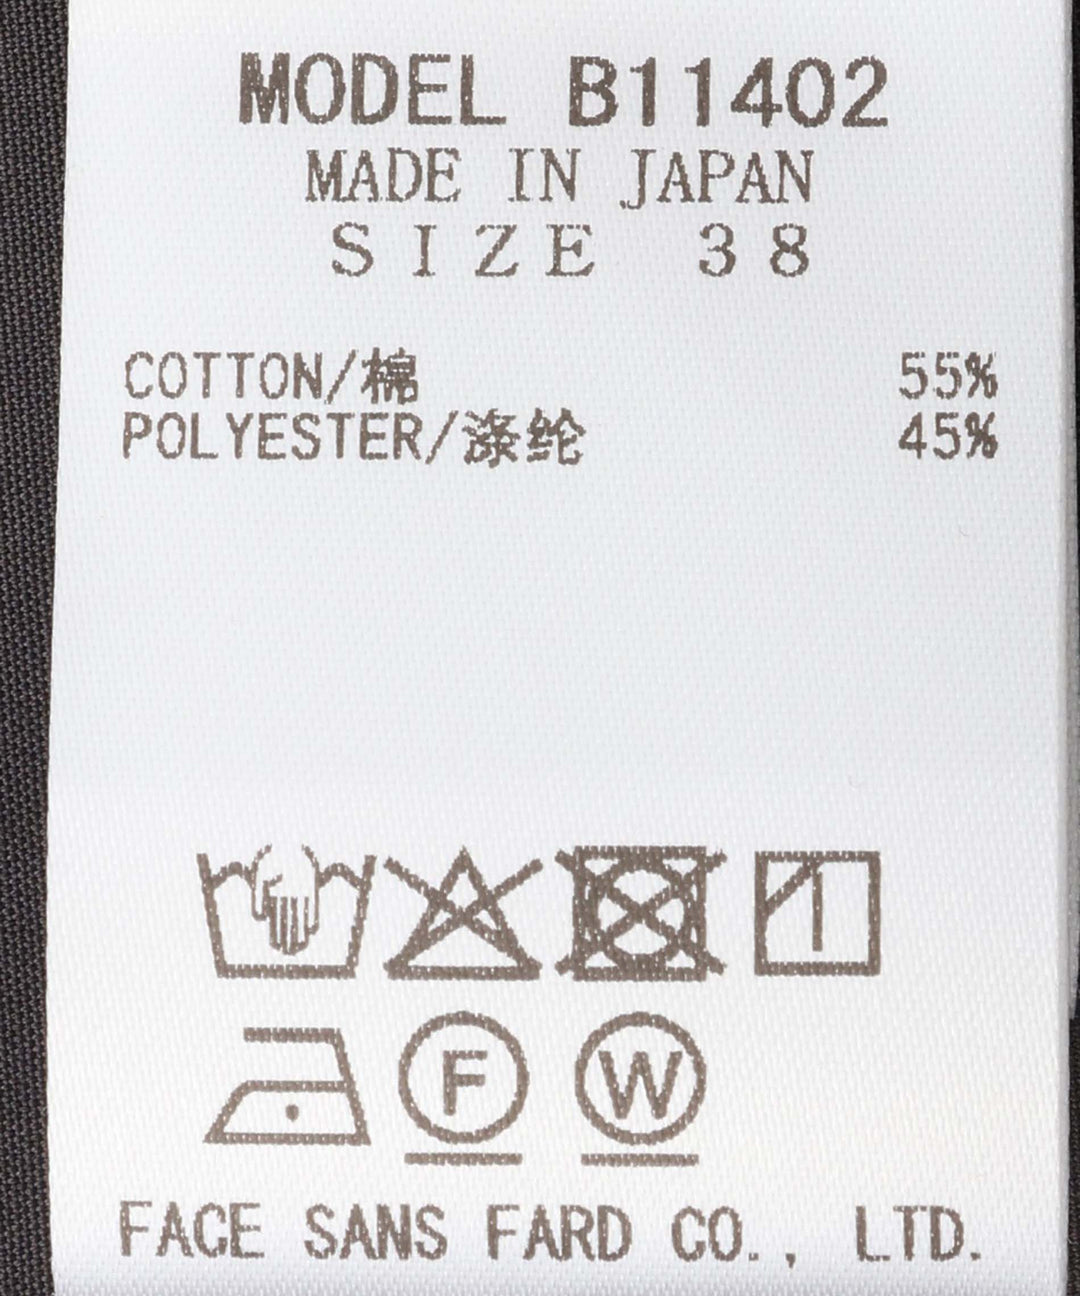 MODEL B11402
MADE IN JAPAN
SIZE 38
COTTON/棉 55%
POLYESTER/涤纶 45%
F W
FACE SANS FARD CO., LTD.